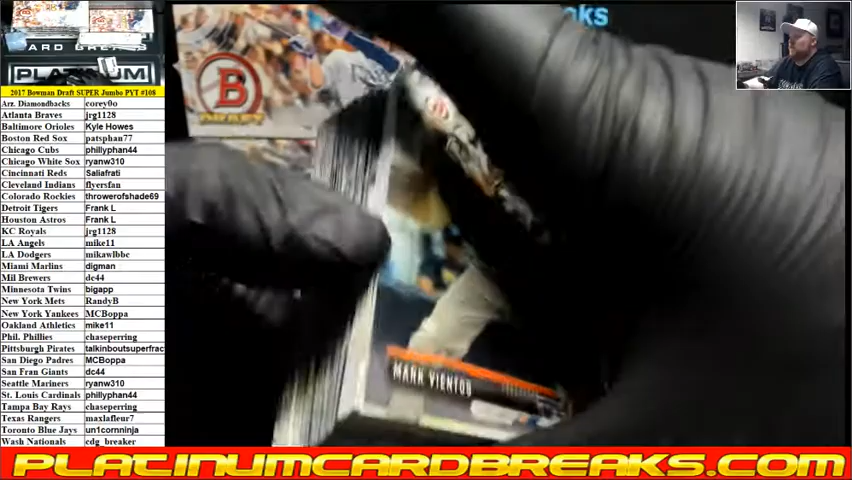 ks
CARD BREAKS
PLATINUM
2017 Bowman Draft SUPER Jumbo PYT #108
Arz. Diamondbacks corey0o
Atlanta Braves jrg1128
Baltimore Orioles Kyle Howes
Boston Red Sox patsphan77
Chicago Cubs phillyphan44
Chicago White Sox ryanw310
Cincinnati Reds Saliafrati
Cleveland Indians flyersfan
Colorado Rockies throwerofshade69
Detroit Tigers Frank L
Houston Astros Frank L
KC Royals jrg1128
LA Angels mike11
LA Dodgers mikawlbbc
Miami Marlins digman
Mil Brewers dc44
Minnesota Twins bigapp
New York Mets RandyB
New York Yankees MCBoppa
Oakland Athletics mike11
Phil. Phillies chaseperring
Pittsburgh Pirates talkinboutsuperfrac
San Diego Padres MCBoppa
San Fran Giants dc44
Seattle Mariners ryanw310
St. Louis Cardinals phillyphan44
Tampa Bay Rays chaseperring
Texas Rangers maxlafleur7
Toronto Blue Jays un1cornninja
Wash Nationals cdg_breaker
B
DRAFT
MARK VIENTOS
PLATINUMCARDBREAKS.COM